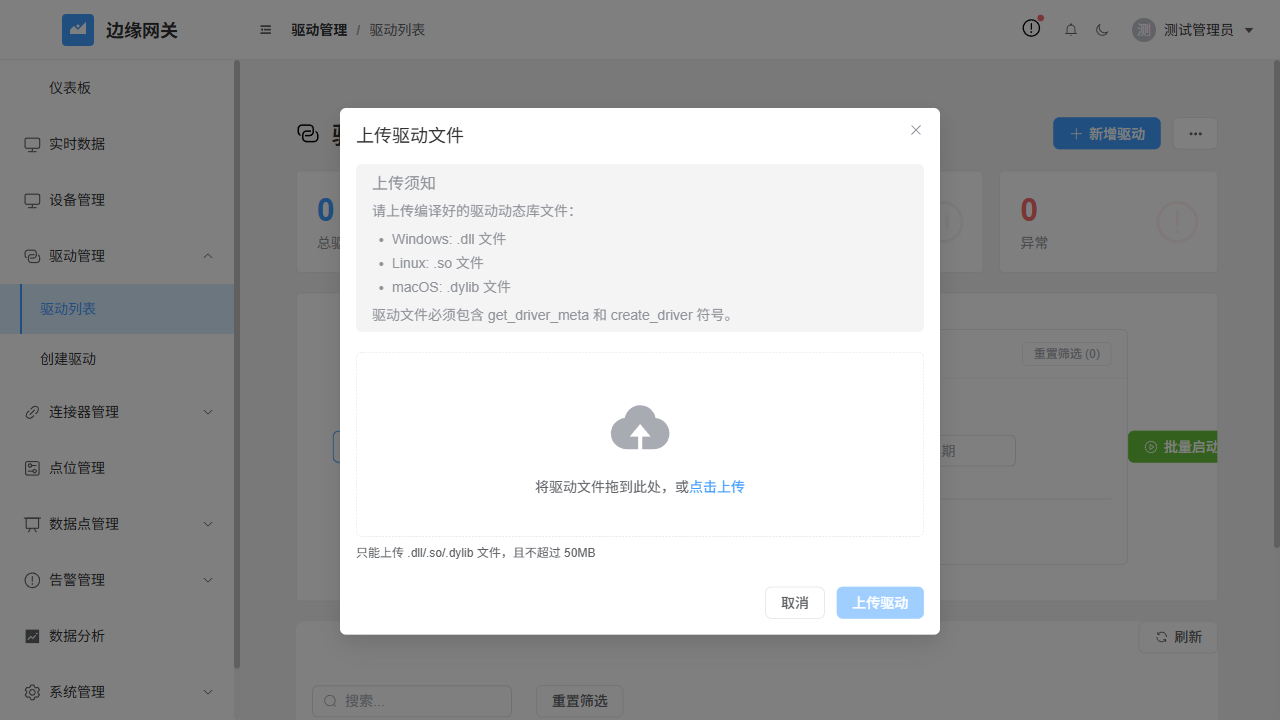 边缘网关
驱动管理 / 驱动列表
测 测试管理员
仪表板
实时数据
设备管理
驱动管理
驱动列表
创建驱动
连接器管理
点位管理
数据点管理
告警管理
数据分析
系统管理
新增驱动
0
总驱
0
异常
重置筛选 (0)
期
批量启动
刷新
搜索...
重置筛选
上传驱动文件
上传须知
请上传编译好的驱动动态库文件：
• Windows: .dll 文件
• Linux: .so 文件
• macOS: .dylib 文件
驱动文件必须包含 get_driver_meta 和 create_driver 符号。
将驱动文件拖到此处，或点击上传
只能上传 .dll/.so/.dylib 文件，且不超过 50MB
取消
上传驱动